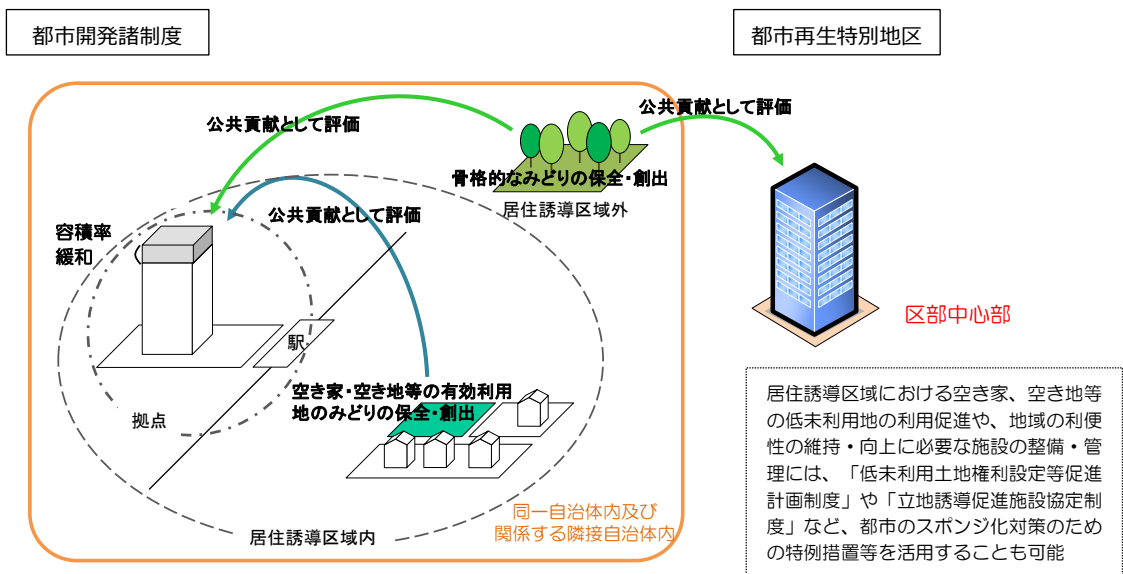 都市開発諸制度
都市再生特別地区
公共貢献として評価
公共貢献として評価
骨格的なみどりの保全・創出
居住誘導区域外
公共貢献として評価
容積率
緩和
駅
区部中心部
空き家・空き地等の有効利用
地のみどりの保全・創出
拠点
居住誘導区域内
同一自治体内及び
関係する隣接自治体内
居住誘導区域における空き家、空き地等
の低未利用地の利用促進や、地域の利便
性の維持・向上に必要な施設の整備・管
理には、「低未利用土地権利設定等促進
計画制度」や「立地誘導促進施設協定制
度」など、都市のスポンジ化対策のため
の特例措置等を活用することも可能